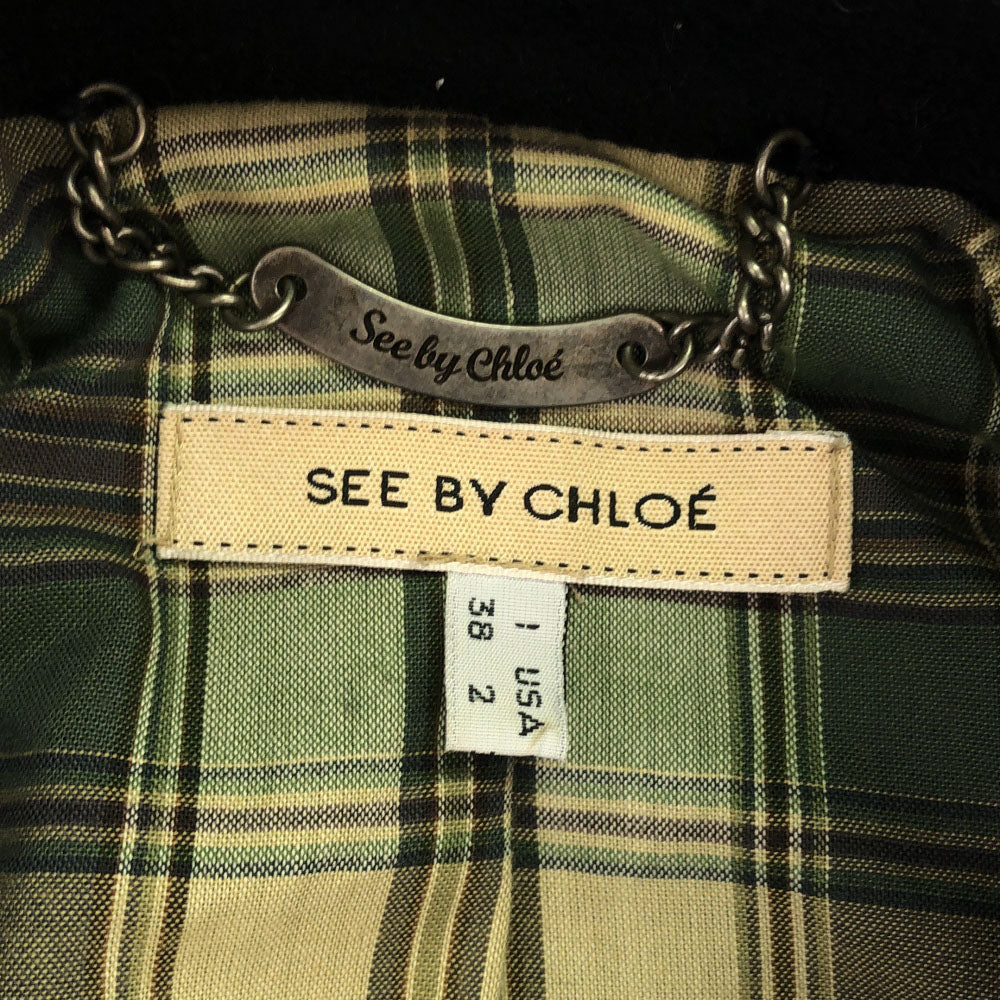 See by Chloé
SEE BY CHLOÉ
I USA
38 2